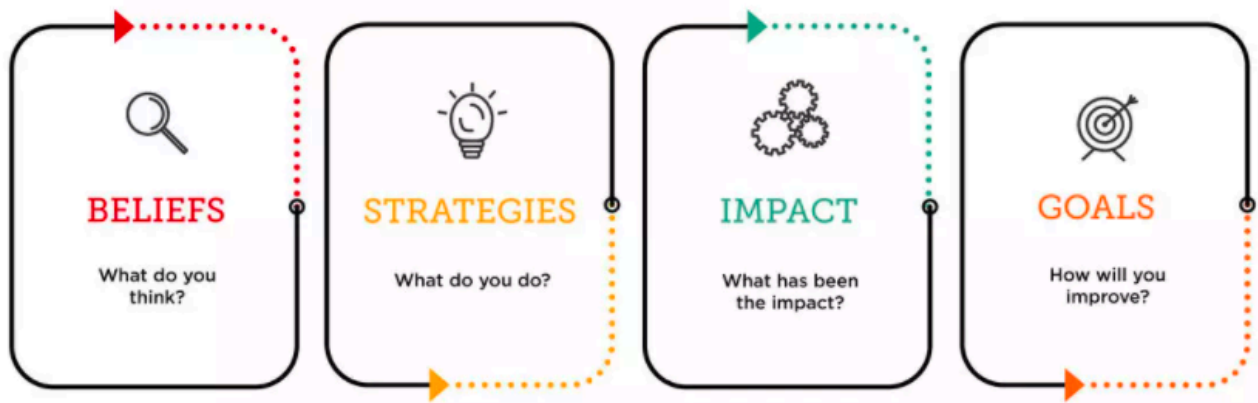 BELIEFS
What do you
think?
STRATEGIES
What do you do?
IMPACT
What has been
the impact?
GOALS
How will you
improve?